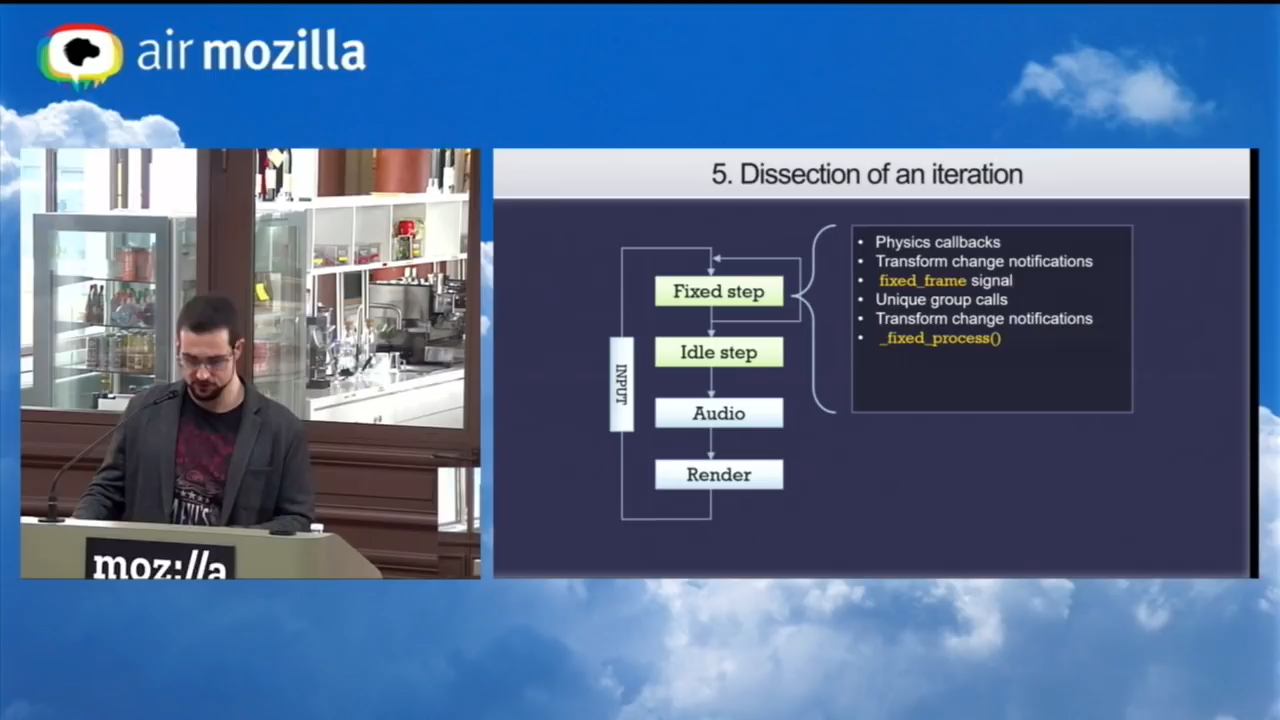 air mozilla
moz://a
5. Dissection of an iteration
Fixed step
Idle step
Audio
Render
INPUT
• Physics callbacks
• Transform change notifications
• fixed_frame signal
• Unique group calls
• Transform change notifications
• _fixed_process()